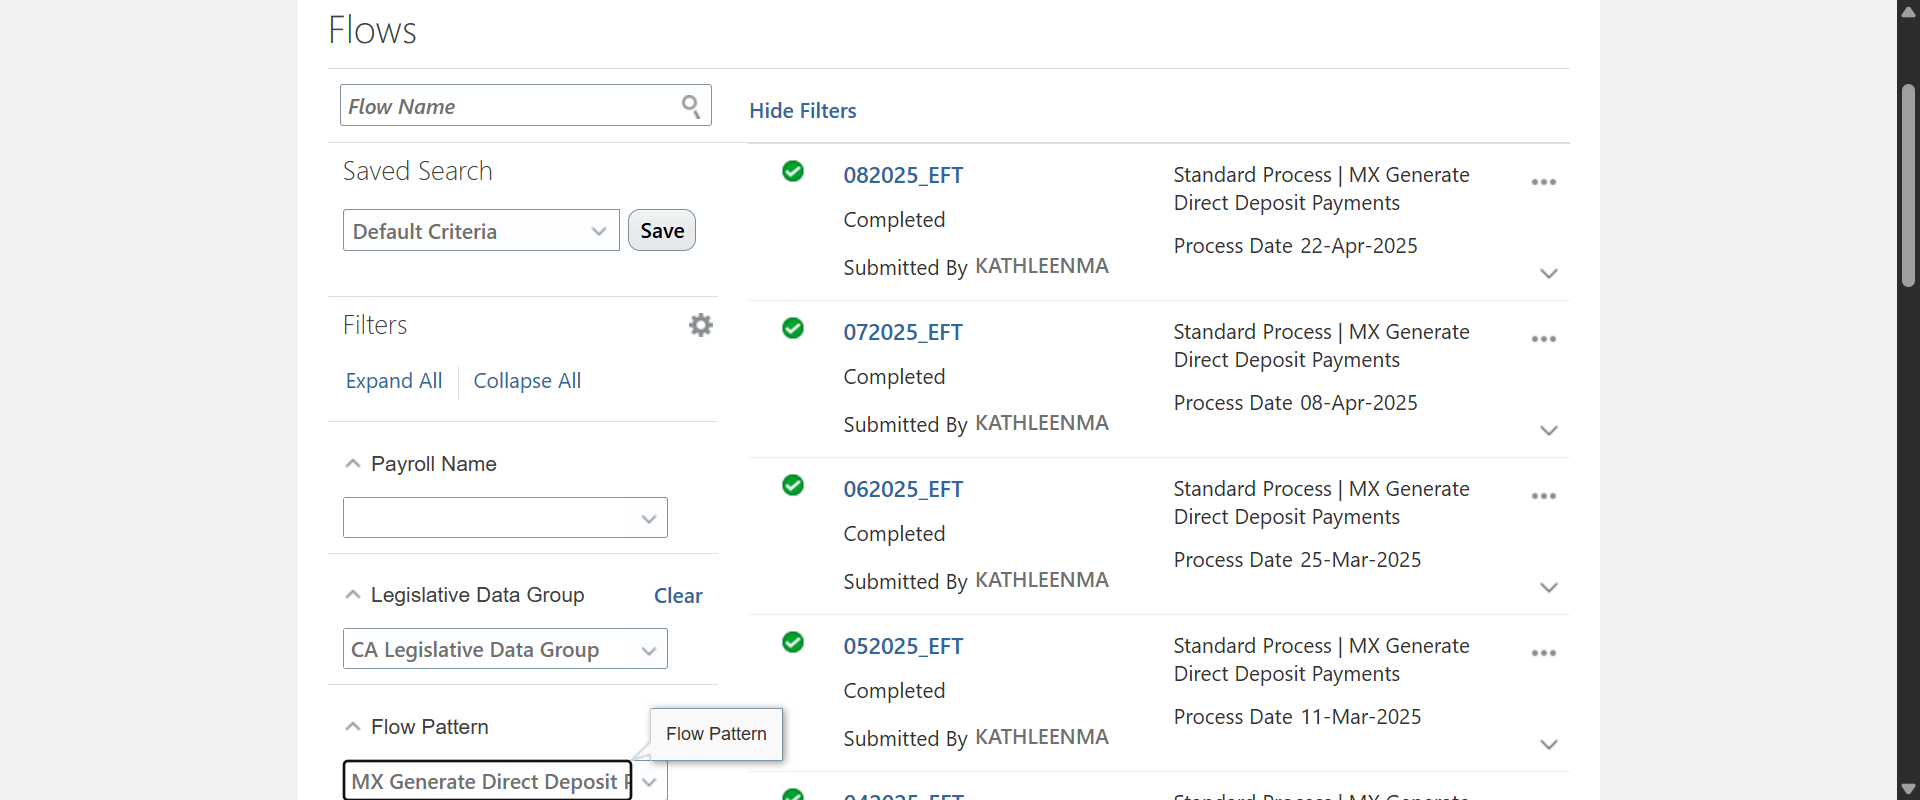 Flows
Flow Name
Hide Filters
Saved Search
Default Criteria
Save
Filters
Expand All
Collapse All
Payroll Name
Legislative Data Group
Clear
CA Legislative Data Group
Flow Pattern
Flow Pattern
MX Generate Direct Deposit
082025_EFT
Completed
Submitted By KATHLEENMA
Standard Process | MX Generate
Direct Deposit Payments
Process Date 22-Apr-2025
072025_EFT
Completed
Submitted By KATHLEENMA
Standard Process | MX Generate
Direct Deposit Payments
Process Date 08-Apr-2025
062025_EFT
Completed
Submitted By KATHLEENMA
Standard Process | MX Generate
Direct Deposit Payments
Process Date 25-Mar-2025
052025_EFT
Completed
Submitted By KATHLEENMA
Standard Process | MX Generate
Direct Deposit Payments
Process Date 11-Mar-2025